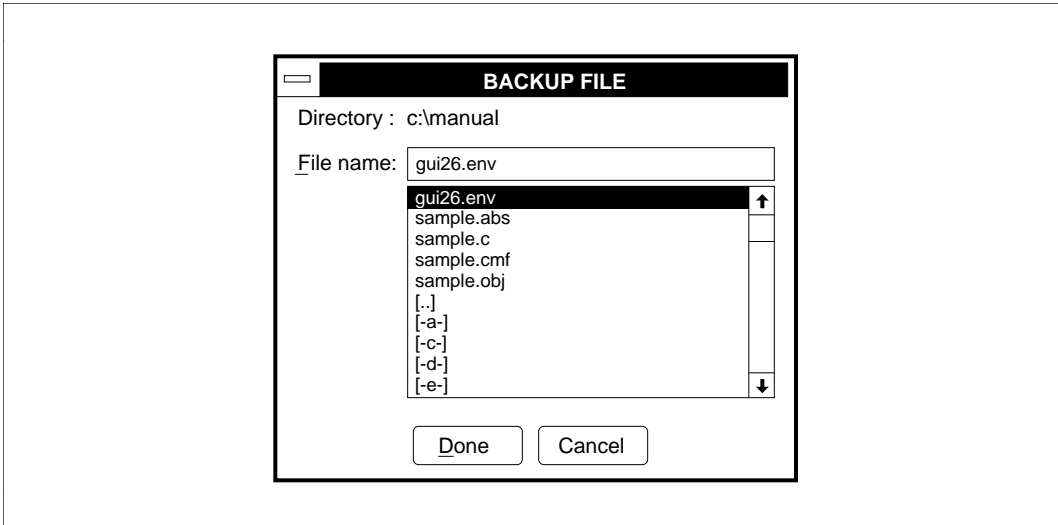 BACKUP FILE
Directory : c:\manual
File name: gui26.env
gui26.env
sample.abs
sample.c
sample.cmf
sample.obj
[..]
[-a-]
[-c-]
[-d-]
[-e-]
Done Cancel